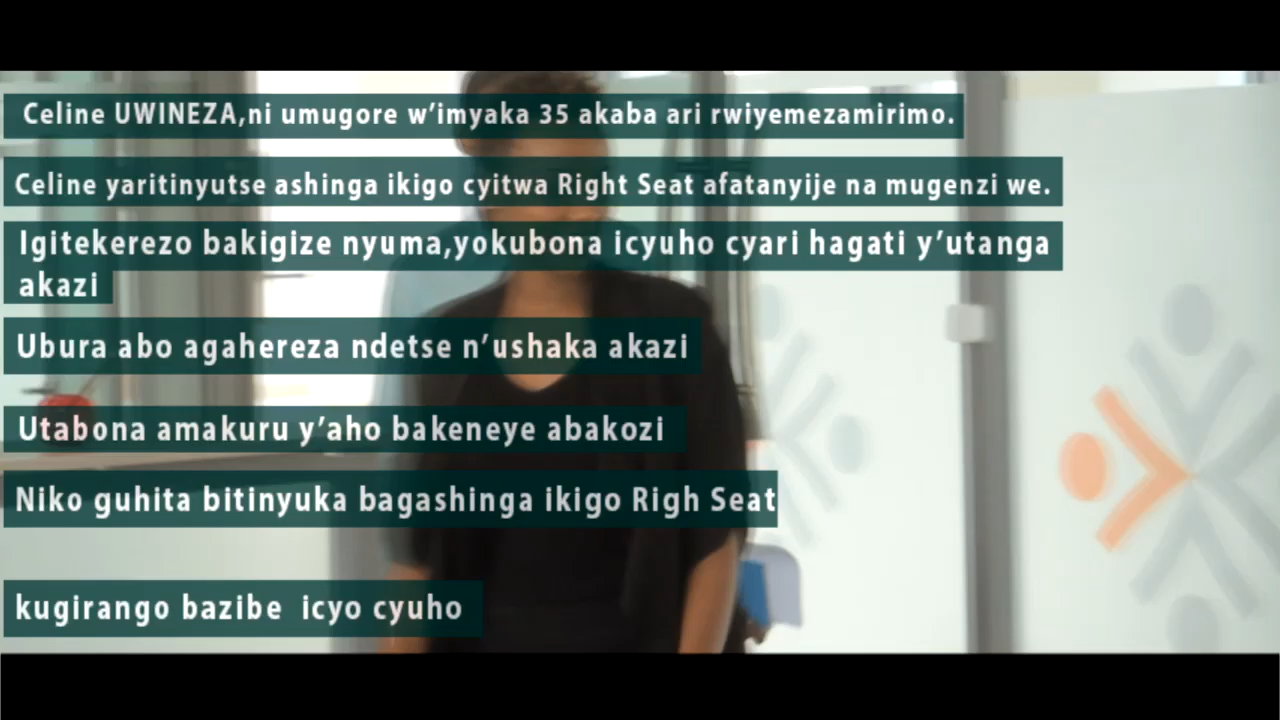 Celine UWINEZA,ni umugore w’imyaka 35 akaba ari rwiyemezamirimo.
Celine yaritinyutse ashinga ikigo cyitwa Right Seat afatanyije na mugenzi we.
Igitekerezo bakigize nyuma,yokubona icyuho cyari hagati y’utanga
akazi
Ubura abo agahereza ndetse n’ushaka akazi
Utabona amakuru y’aho bakeneye abakozi
Niko guhita bitinyuka bagashinga ikigo Righ Seat
kugirango bazibe icyo cyuho